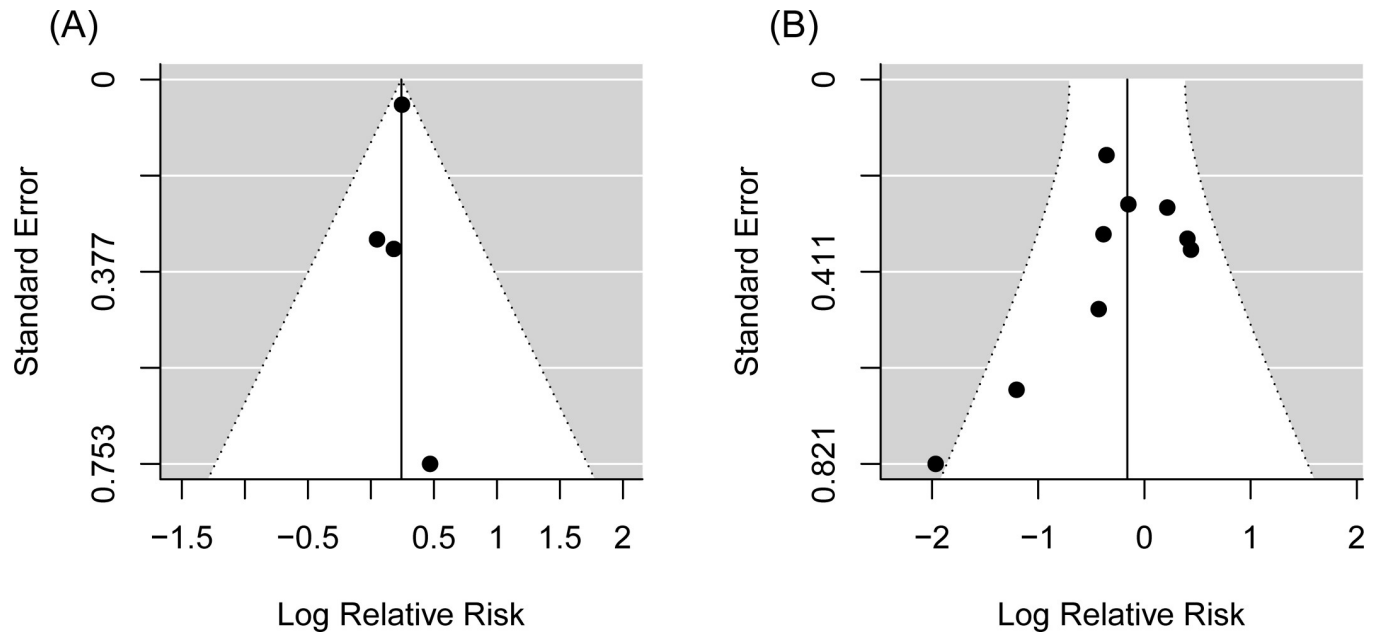 (A)
Standard Error
0
0.377
0.753
−1.5
−0.5
0.5
1
1.5
2
Log Relative Risk
(B)
Standard Error
0
0.411
0.821
−2
−1
0
1
2
Log Relative Risk